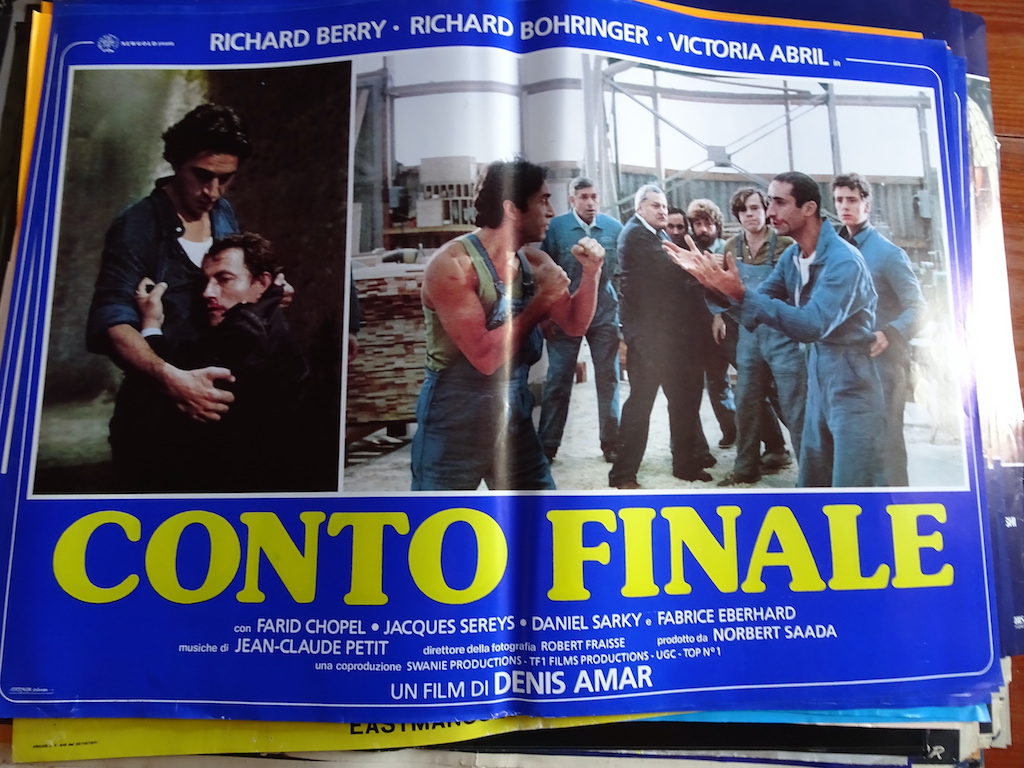 RICHARD BERRY · RICHARD BOHRINGER · VICTORIA ABRIL in
CONTO FINALE
con FARID CHOPEL • JACQUES SEREYS • DANIEL SARKY e FABRICE EBERHARD
musiche di JEAN-CLAUDE PETIT direttore della fotografia ROBERT FRAISSE prodotto da NORBERT SAADA
una coproduzione SWANIE PRODUCTIONS - TF1 FILMS PRODUCTIONS - UGC - TOP N° 1
UN FILM DI DENIS AMAR